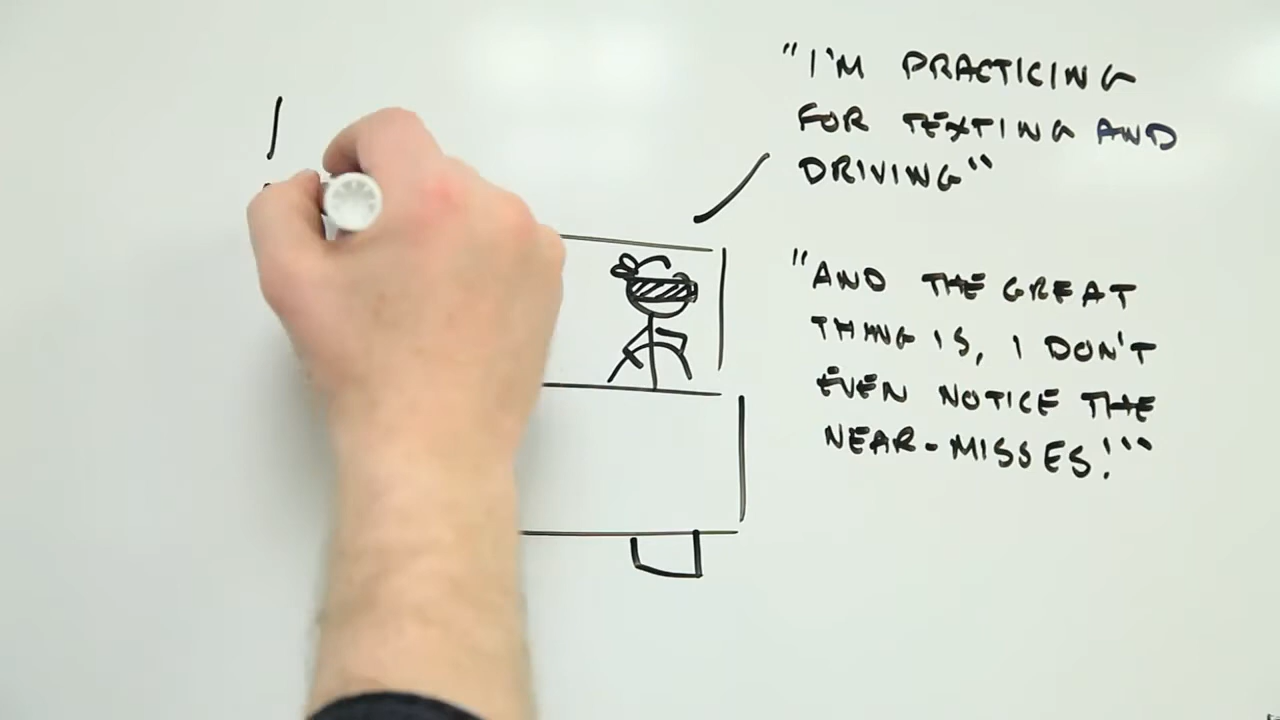 "I'M PRACTICING
FOR TEXTING AND
DRIVING"
"AND THE GREAT
THING IS, I DON'T
EVEN NOTICE THE
NEAR-MISSES!"